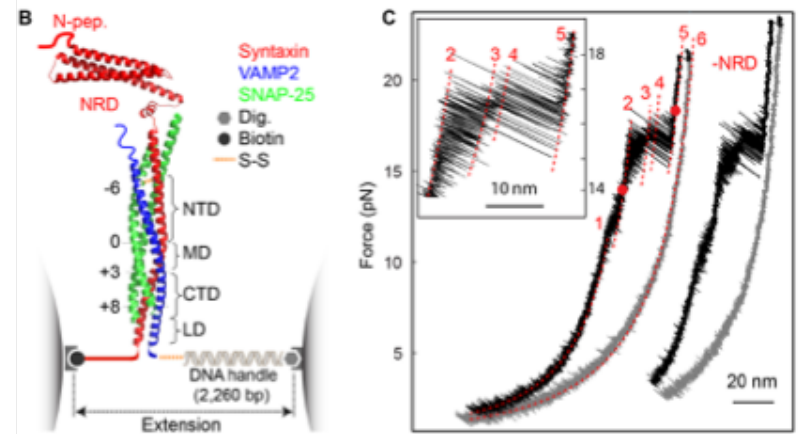 B
N-pep.
Syntaxin
VAMP2
SNAP-25
Dig.
Biotin
S-S
NRD
-6
NTD
0
MD
+3
CTD
+8
LD
DNA handle
(2,260 bp)
Extension
C
5
5 6
-NRD
2
3 4
18
20
4
3
2
10 nm
14
15
1
Force (pN)
10
5
20 nm